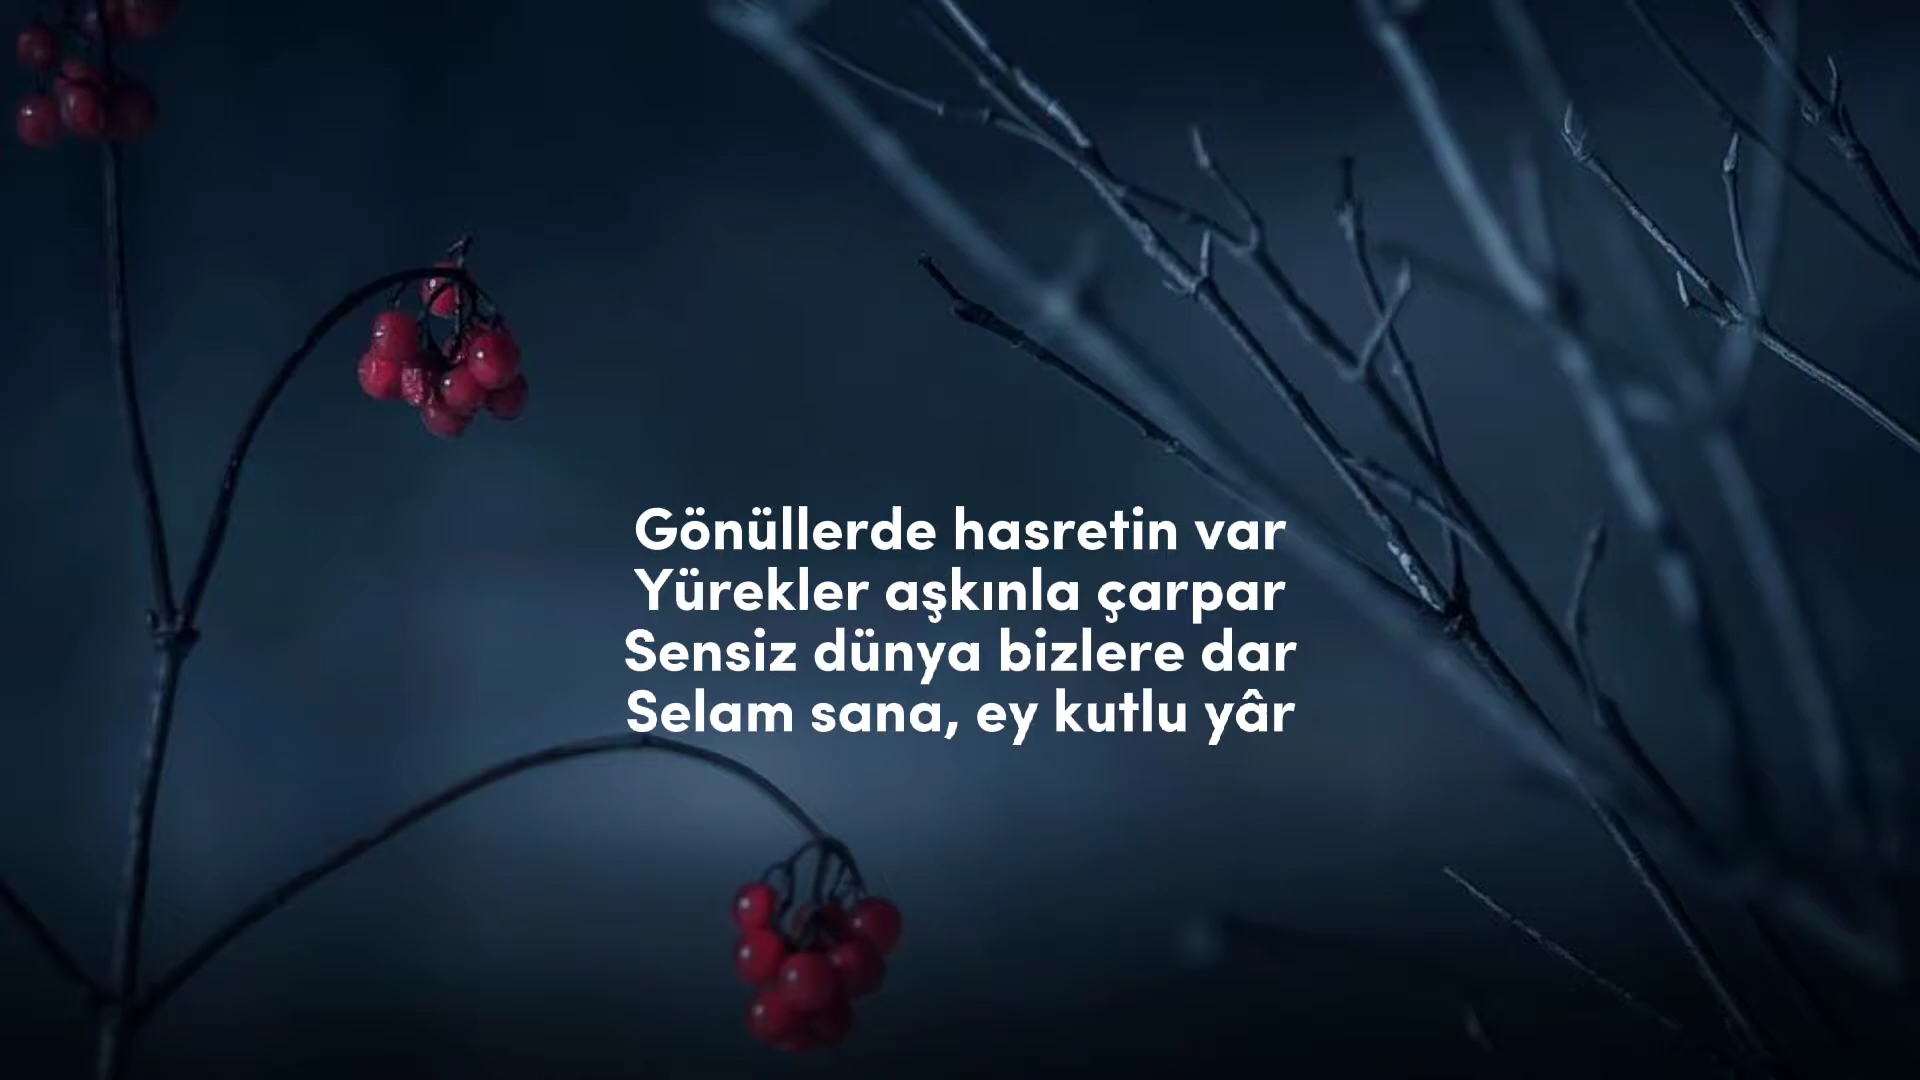 Gönüllerde hasretin var
Yürekler aşkınla çarpar
Sensiz dünya bizlere dar
Selam sana, ey kutlu yâr